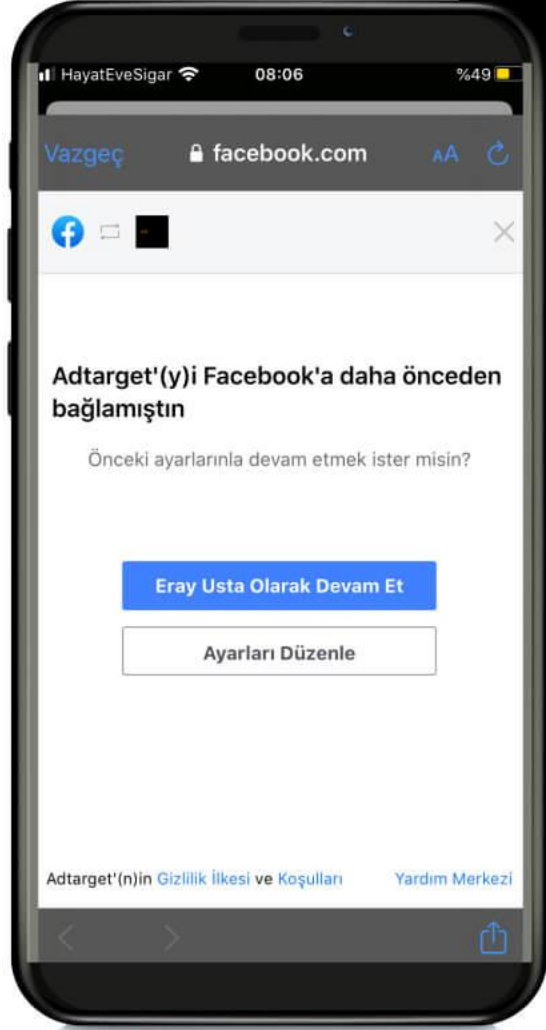 HayatEveSigar 08:06 %49
Vazgeç facebook.com AA
Adtarget'(y)i Facebook'a daha önceden
bağlamıştın
Önceki ayarlarınla devam etmek ister misin?
Eray Usta Olarak Devam Et
Ayarları Düzenle
Adtarget'(n)in Gizlilik İlkesi ve Koşulları Yardım Merkezi